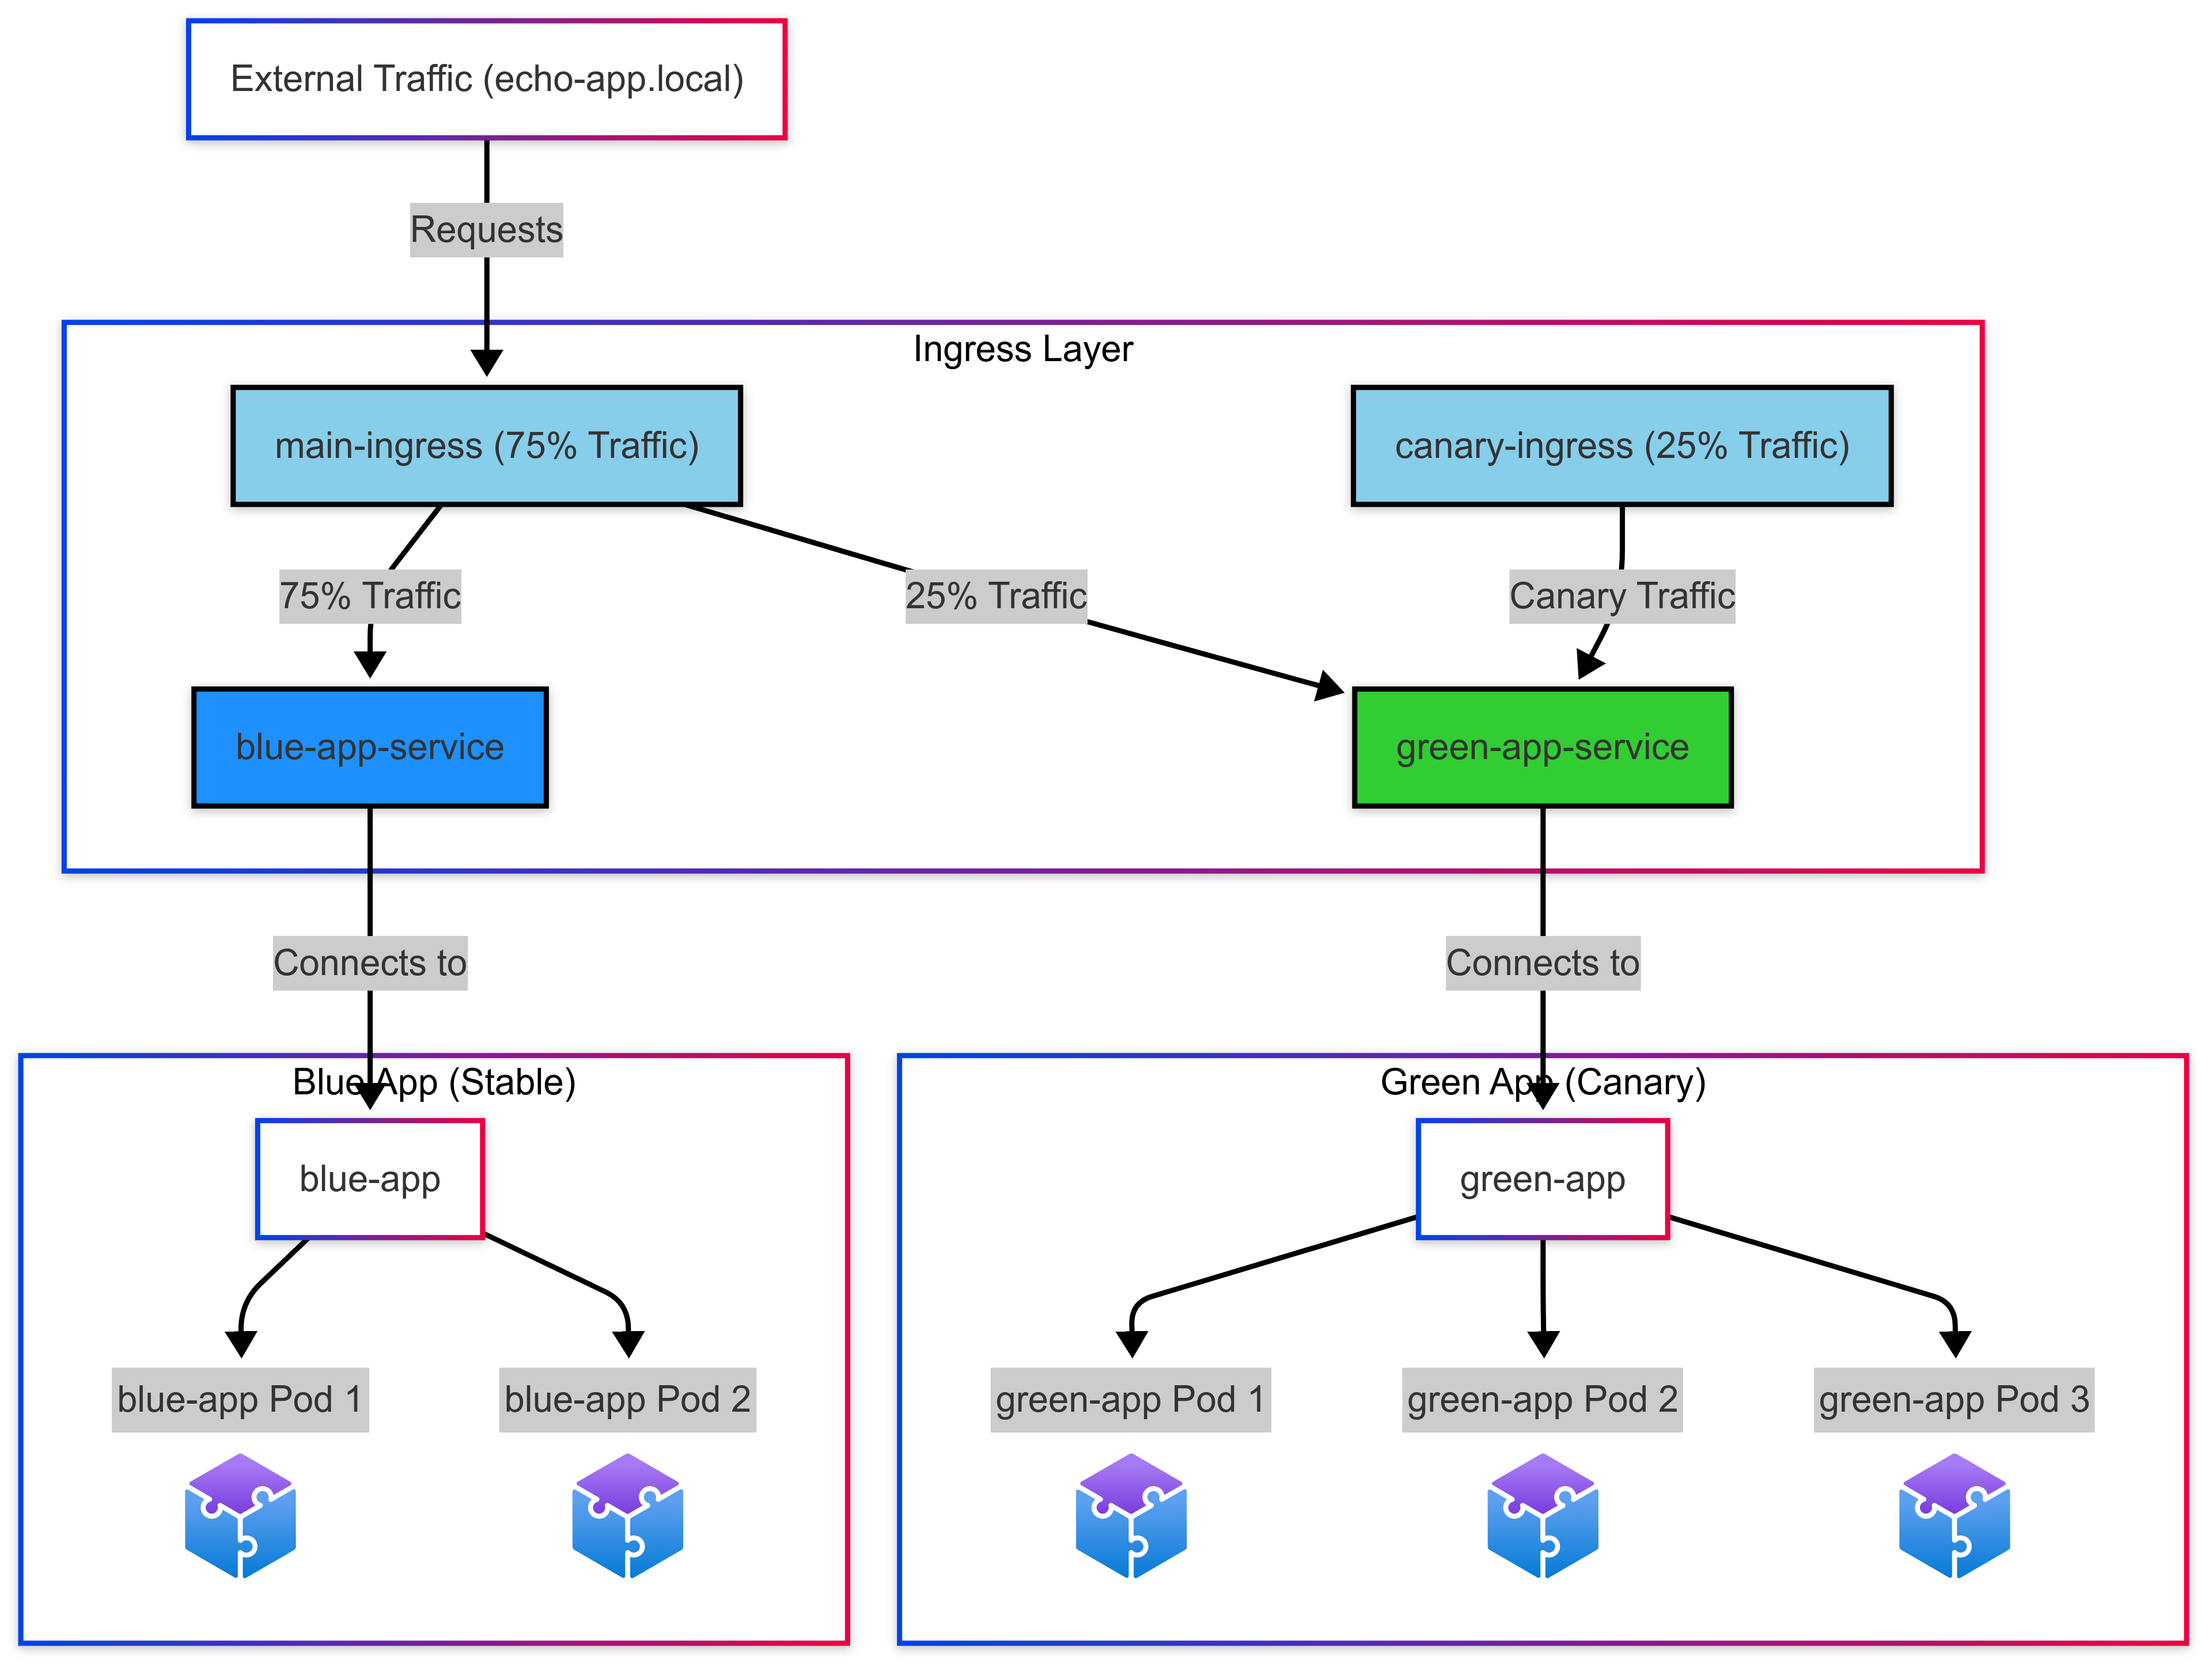 External Traffic (echo-app.local)
Requests
Ingress Layer
main-ingress (75% Traffic)
canary-ingress (25% Traffic)
75% Traffic
25% Traffic
Canary Traffic
blue-app-service
green-app-service
Connects to
Connects to
Blue App (Stable)
Green App (Canary)
blue-app
green-app
blue-app Pod 1
blue-app Pod 2
green-app Pod 1
green-app Pod 2
green-app Pod 3